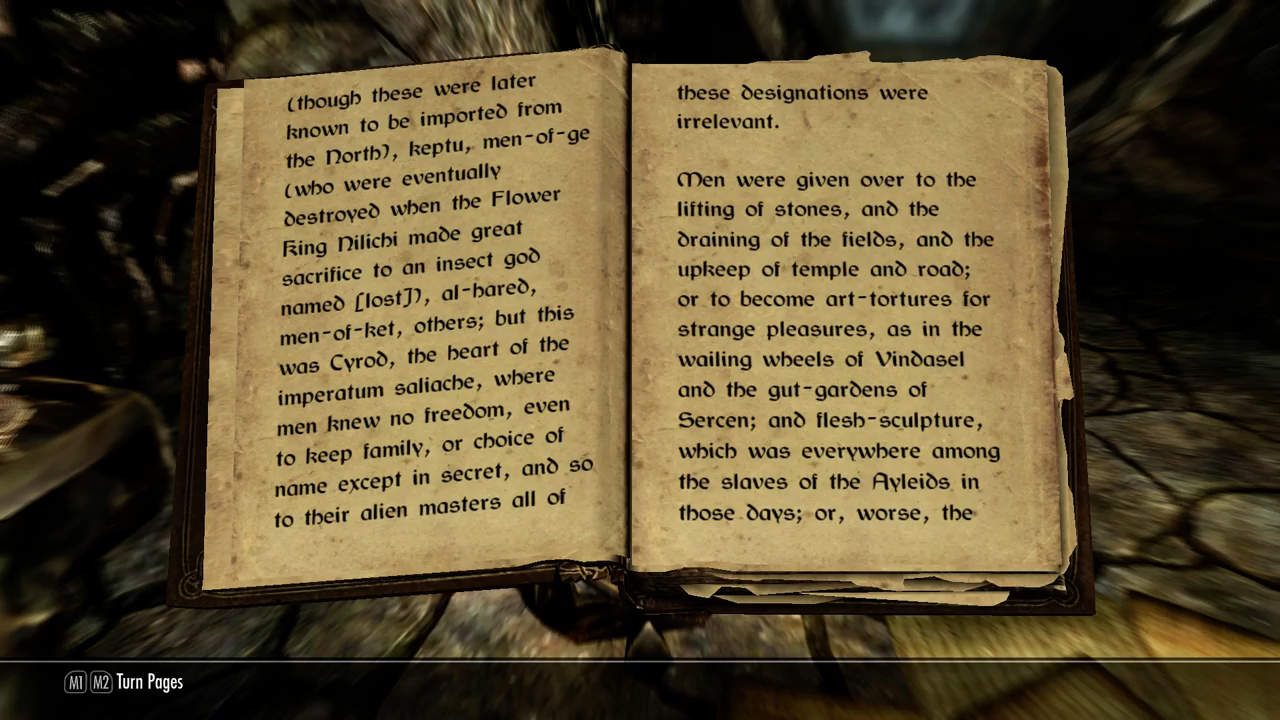 (though these were later
known to be imported from
the North), keptu, men-of-ge
(who were eventually
destroyed when the Flower
King Nilichi made great
sacrifice to an insect god
named [lost]), al-hared,
men-of-ket, others; but this
was Cyrod, the heart of the
imperatum saliache, where
men knew no freedom, even
to keep family, or choice of
name except in secret, and so
to their alien masters all of
these designations were
irrelevant.
Men were given over to the
lifting of stones, and the
draining of the fields, and the
upkeep of temple and road;
or to become art-tortures for
strange pleasures, as in the
wailing wheels of Vindasel
and the gut-gardens of
Sercen; and flesh-sculpture,
which was everywhere among
the slaves of the Ayleids in
those days; or, worse, the
M1 M2 Turn Pages